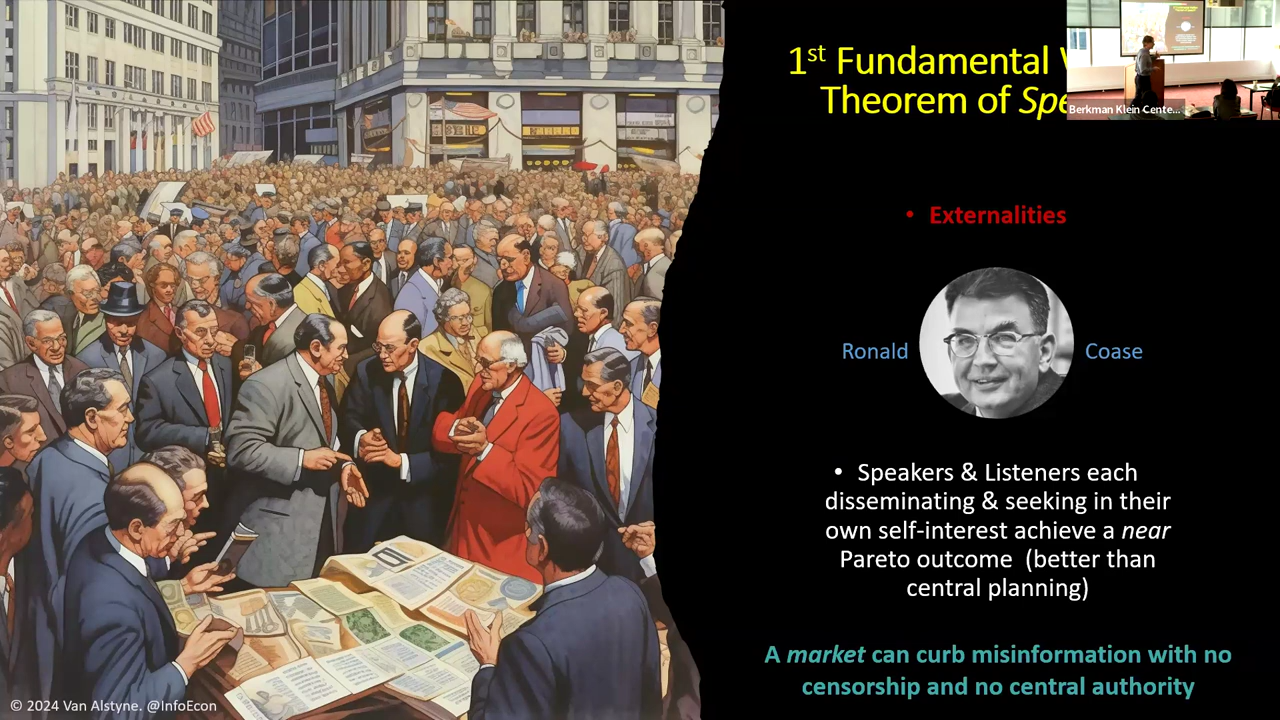 1st Fundamental
Theorem of
Berkman Klein Cente...
• Externalities
Ronald
Coase
• Speakers & Listeners each
disseminating & seeking in their
own self-interest achieve a near
Pareto outcome (better than
central planning)
A market can curb misinformation with no
censorship and no central authority
© 2024 Van Alstyne. @InfoEcon